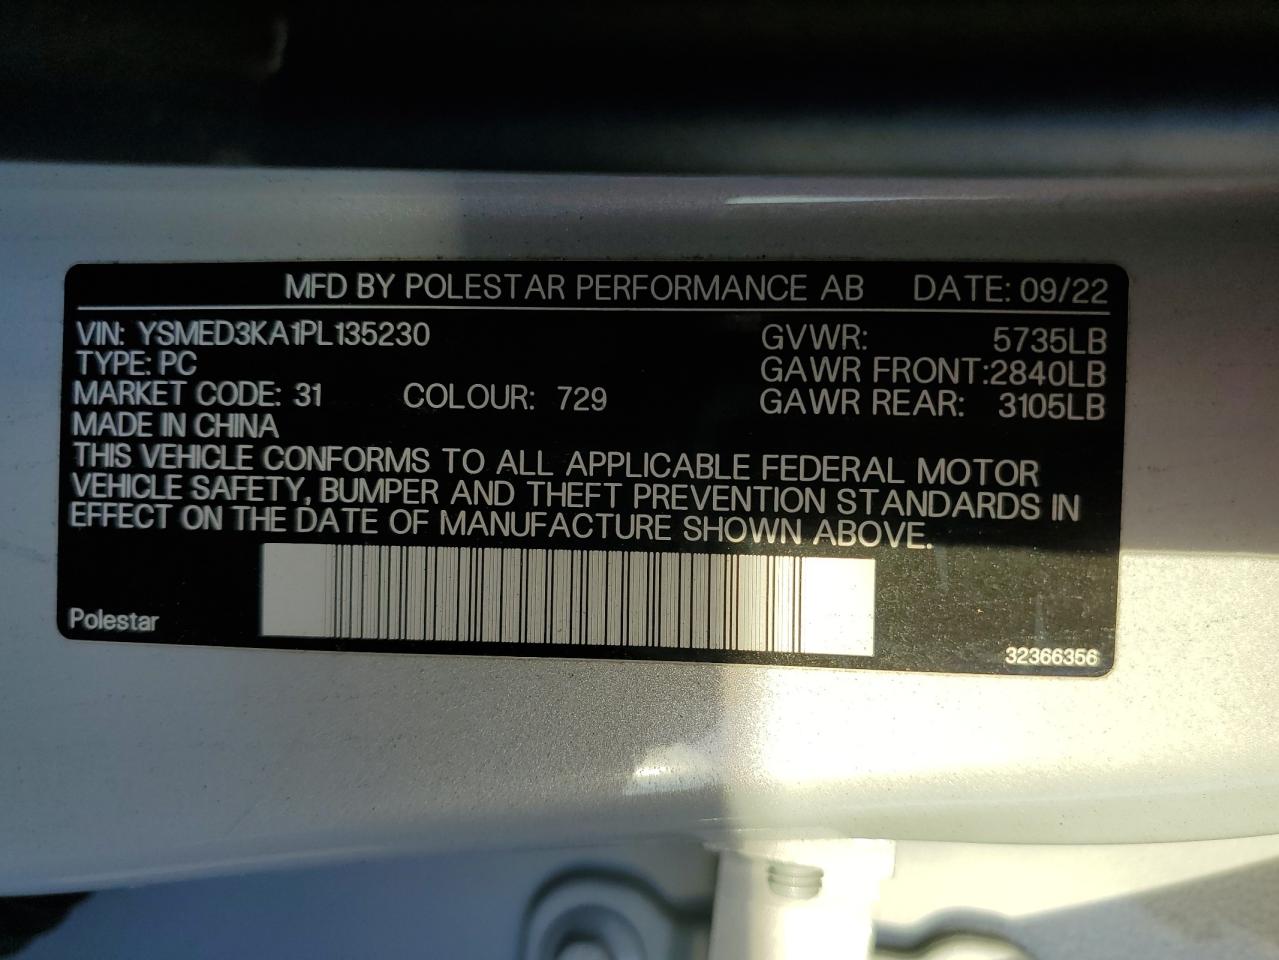 MFD BY POLESTAR PERFORMANCE AB DATE: 09/22
VIN: YSMED3KA1PL135230 GVWR: 5735LB
TYPE: PC GAWR FRONT:2840LB
MARKET CODE: 31 COLOUR: 729 GAWR REAR: 3105LB
MADE IN CHINA
THIS VEHICLE CONFORMS TO ALL APPLICABLE FEDERAL MOTOR
VEHICLE SAFETY, BUMPER AND THEFT PREVENTION STANDARDS IN
EFFECT ON THE DATE OF MANUFACTURE SHOWN ABOVE.
Polestar
32366356